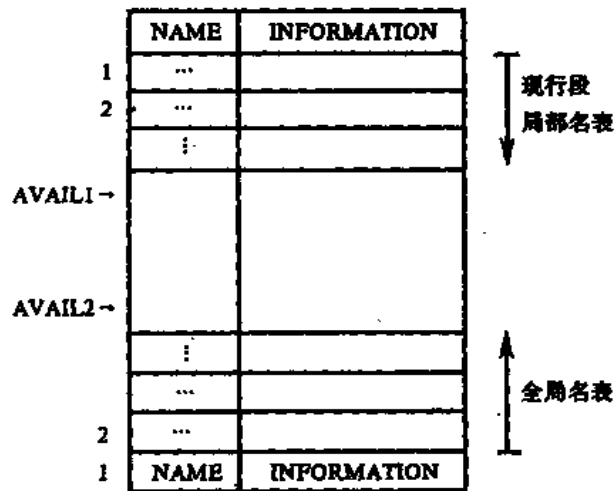 NAME INFORMATION
1 ...
2 ...
⋮
现行段
局部名表
AVAIL1→
AVAIL2→
⋮
...
2 ...
全局名表
1 NAME INFORMATION